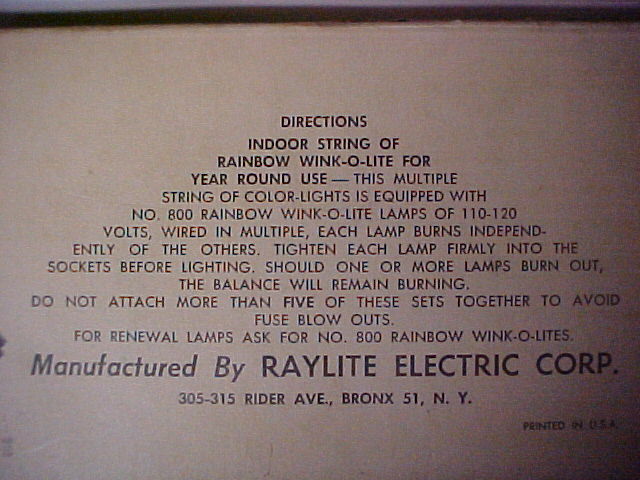 DIRECTIONS
INDOOR STRING OF
RAINBOW WINK-O-LITE FOR
YEAR ROUND USE — THIS MULTIPLE
STRING OF COLOR-LIGHTS IS EQUIPPED WITH
NO. 800 RAINBOW WINK-O-LITE LAMPS OF 110-120
VOLTS, WIRED IN MULTIPLE, EACH LAMP BURNS INDEPEND-
ENTLY OF THE OTHERS. TIGHTEN EACH LAMP FIRMLY INTO THE
SOCKETS BEFORE LIGHTING. SHOULD ONE OR MORE LAMPS BURN OUT,
THE BALANCE WILL REMAIN BURNING.
DO NOT ATTACH MORE THAN FIVE OF THESE SETS TOGETHER TO AVOID
FUSE BLOW OUTS.
FOR RENEWAL LAMPS ASK FOR NO. 800 RAINBOW WINK-O-LITES.
Manufactured By RAYLITE ELECTRIC CORP.
305-315 RIDER AVE., BRONX 51, N. Y.
PRINTED IN U.S.A.